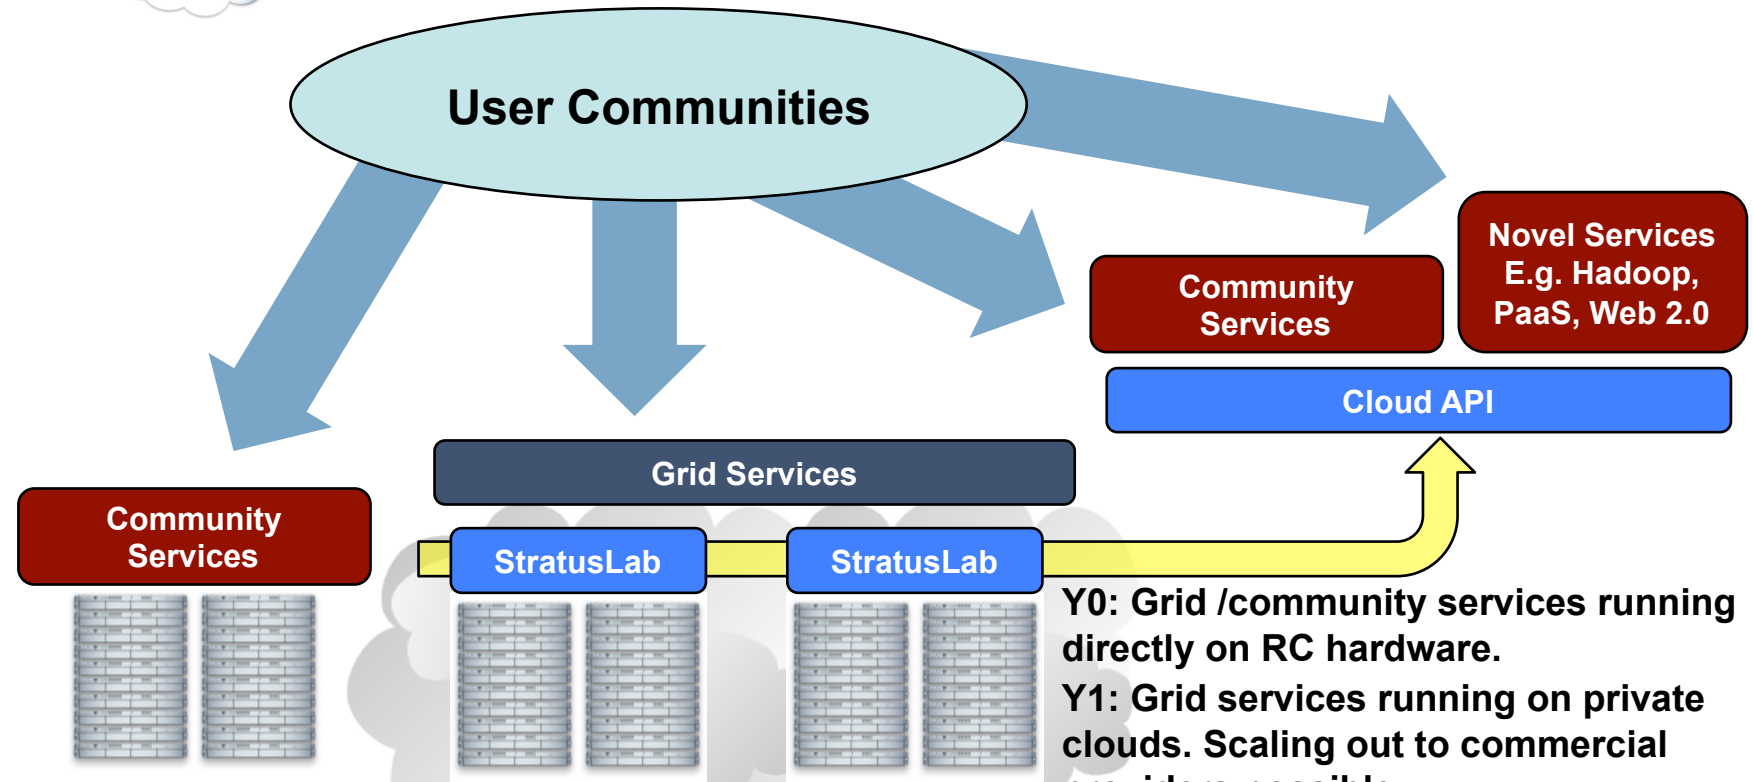 User Communities
Novel Services
E.g. Hadoop,
PaaS, Web 2.0
Community
Services
Cloud API
Grid Services
Community
Services
StratusLab
StratusLab
Y0: Grid /community services running
directly on RC hardware.
Y1: Grid services running on private
clouds. Scaling out to commercial